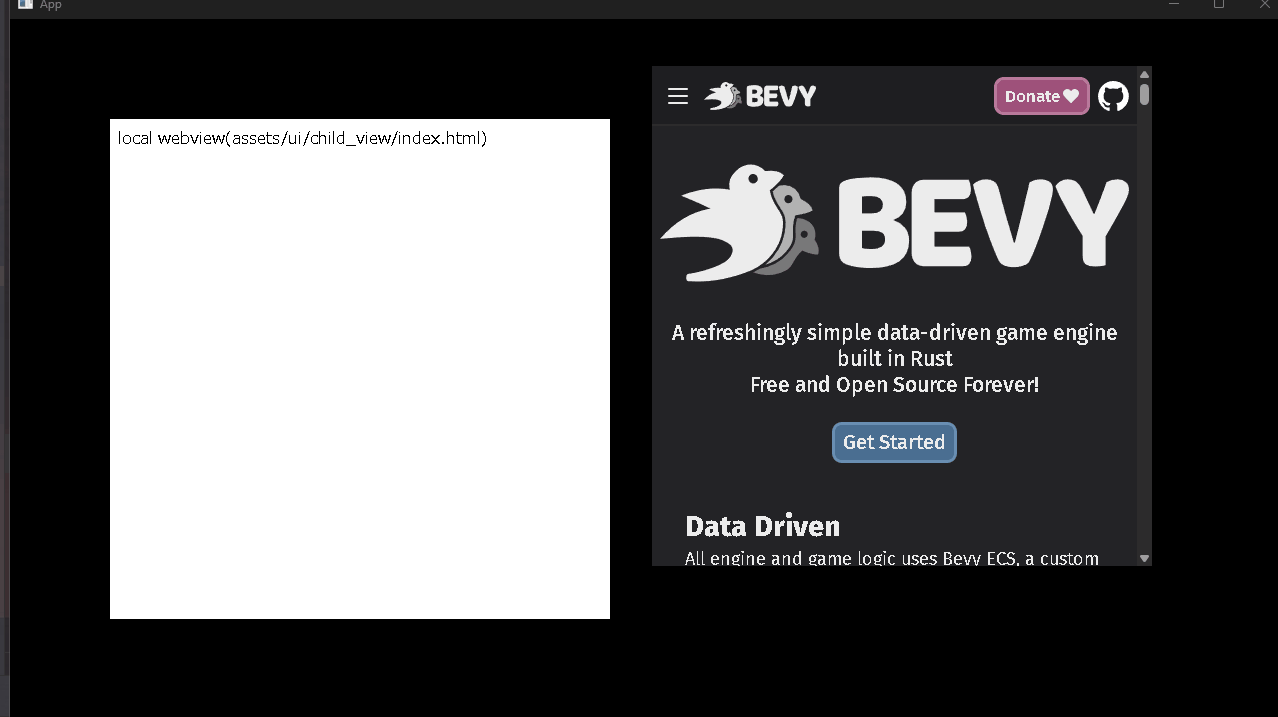 App
local webview(assets/ui/child_view/index.html)
BEVY
Donate
BEVY
A refreshingly simple data-driven game engine
built in Rust
Free and Open Source Forever!
Get Started
Data Driven
All engine and game logic uses Bevy ECS, a custom